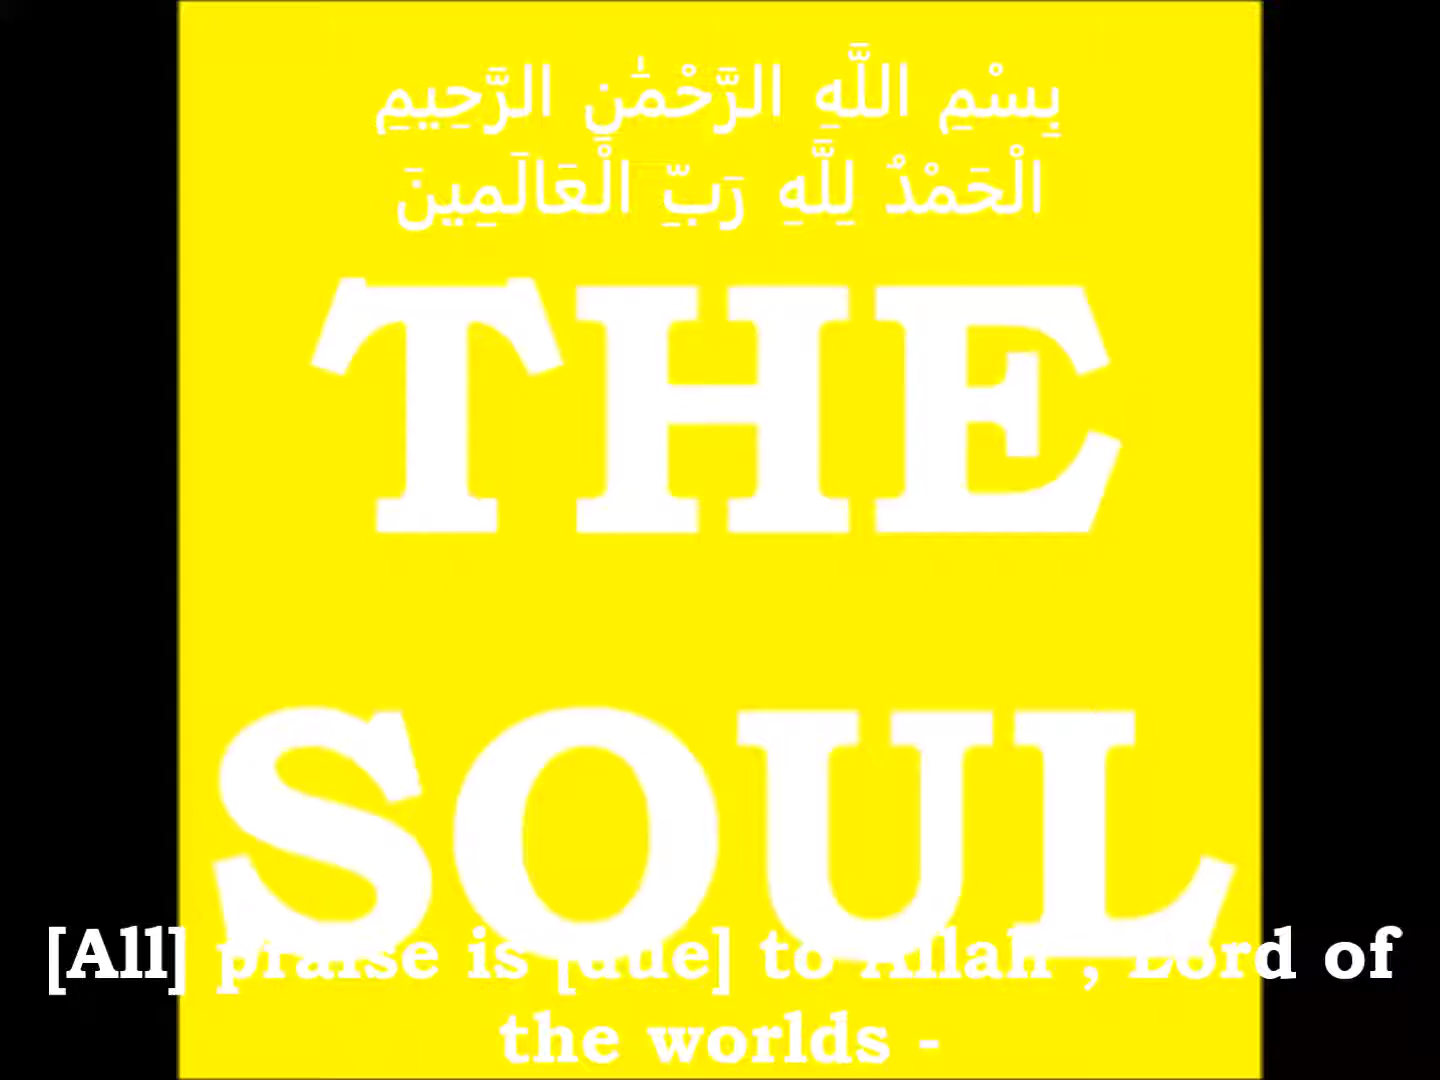 بِسْمِ اللَّهِ الرَّحْمَٰنِ الرَّحِيمِ
الْحَمْدُ لِلَّهِ رَبِّ الْعَالَمِينَ
THE
SOUL
[All] praise is [due] to Allah , Lord of
the worlds -